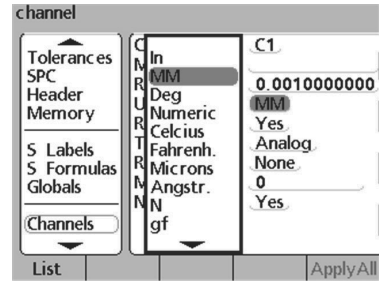 channel
Tolerances
SPC
Header
Memory
S Labels
S Formulas
Globals
Channels
C
M
R
U
R
T
R
M
N
In
MM
Deg
Numeric
Celcius
Fahrenh.
Microns
Angstr.
N
gf
C1
0.0010000000
MM
Yes
Analog
None
0
Yes
List
ApplyAll